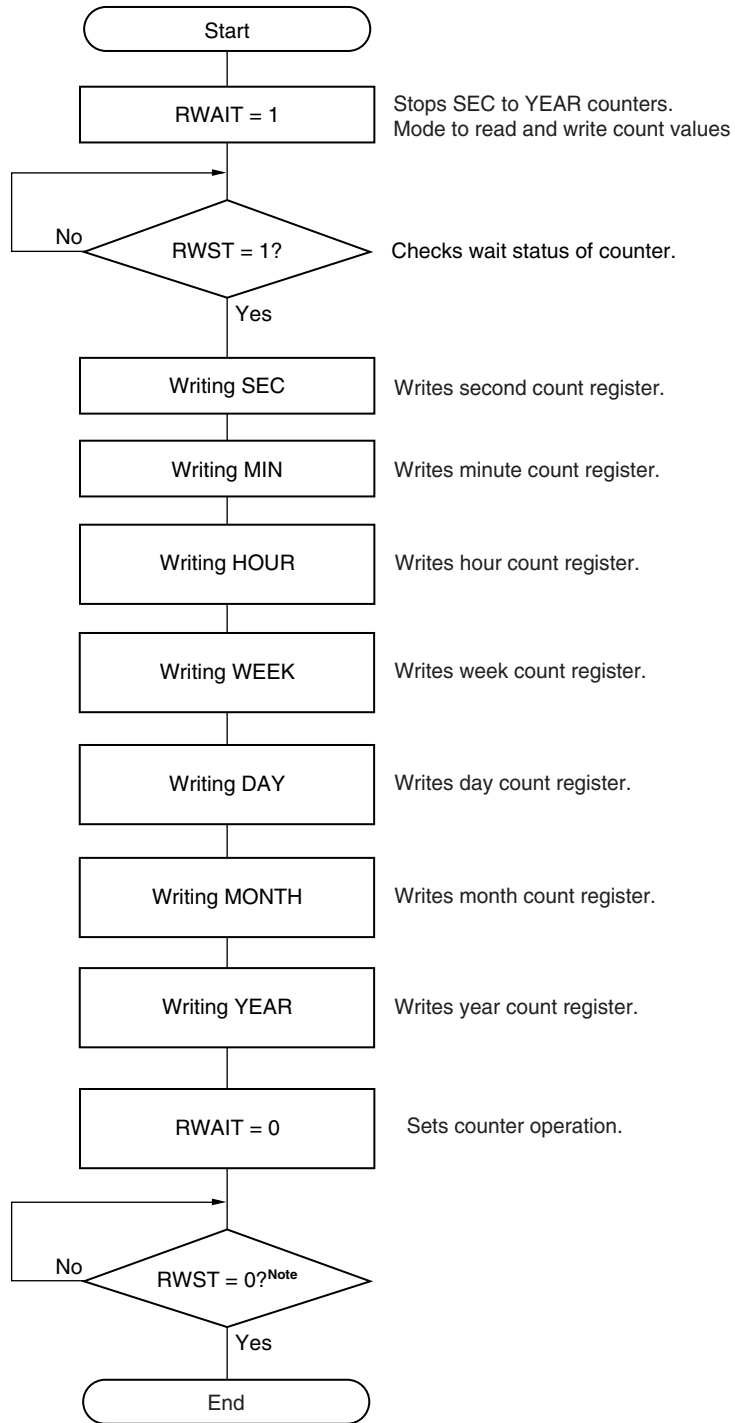 Start
RWAIT = 1
Stops SEC to YEAR counters.
Mode to read and write count values
No
RWST = 1?
Checks wait status of counter.
Yes
Writing SEC
Writes second count register.
Writing MIN
Writes minute count register.
Writing HOUR
Writes hour count register.
Writing WEEK
Writes week count register.
Writing DAY
Writes day count register.
Writing MONTH
Writes month count register.
Writing YEAR
Writes year count register.
RWAIT = 0
Sets counter operation.
No
RWST = 0?Note
Yes
End